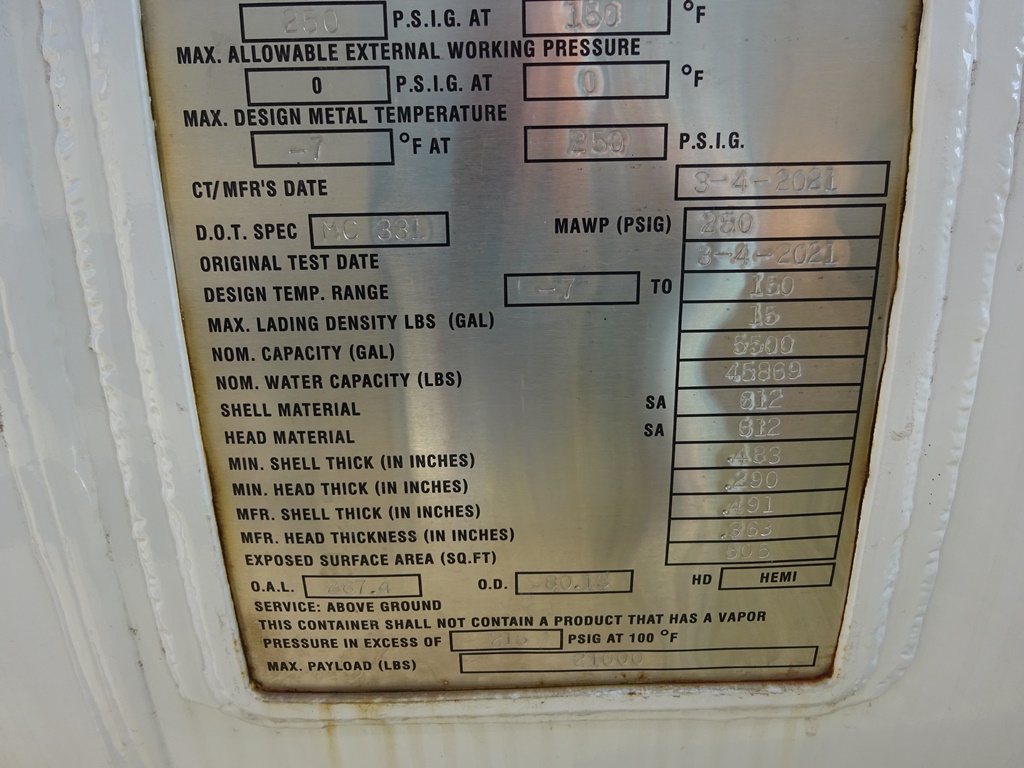 250 P.S.I.G. AT 150 °F
MAX. ALLOWABLE EXTERNAL WORKING PRESSURE
0 P.S.I.G. AT 0 °F
MAX. DESIGN METAL TEMPERATURE
-7 °F AT 250 P.S.I.G.
CT/MFR'S DATE 3-4-2021
D.O.T. SPEC MC 331 MAWP (PSIG) 250
ORIGINAL TEST DATE 3-4-2021
DESIGN TEMP. RANGE -7 TO 150
MAX. LADING DENSITY LBS (GAL) 15
NOM. CAPACITY (GAL) 5500
NOM. WATER CAPACITY (LBS) 45869
SHELL MATERIAL SA 612
HEAD MATERIAL SA 612
MIN. SHELL THICK (IN INCHES) .483
MIN. HEAD THICK (IN INCHES) .290
MFR. SHELL THICK (IN INCHES) .491
MFR. HEAD THICKNESS (IN INCHES) .363
EXPOSED SURFACE AREA (SQ.FT)
O.A.L. O.D. HD HEMI
SERVICE: ABOVE GROUND
THIS CONTAINER SHALL NOT CONTAIN A PRODUCT THAT HAS A VAPOR
PRESSURE IN EXCESS OF 215 PSIG AT 100 °F
MAX. PAYLOAD (LBS) 21000